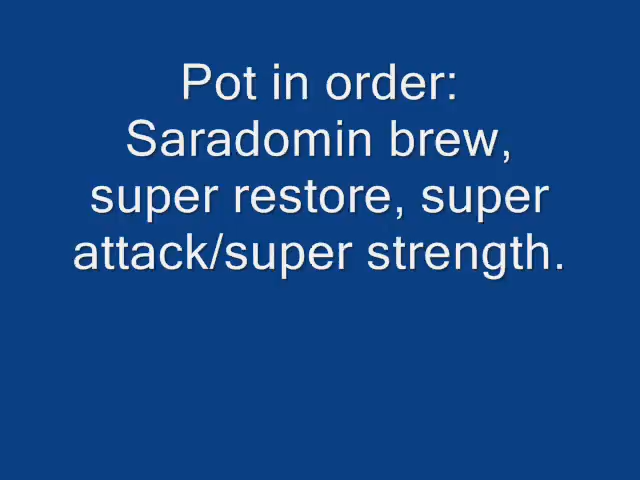 Pot in order:
Saradomin brew,
super restore, super
attack/super strength.